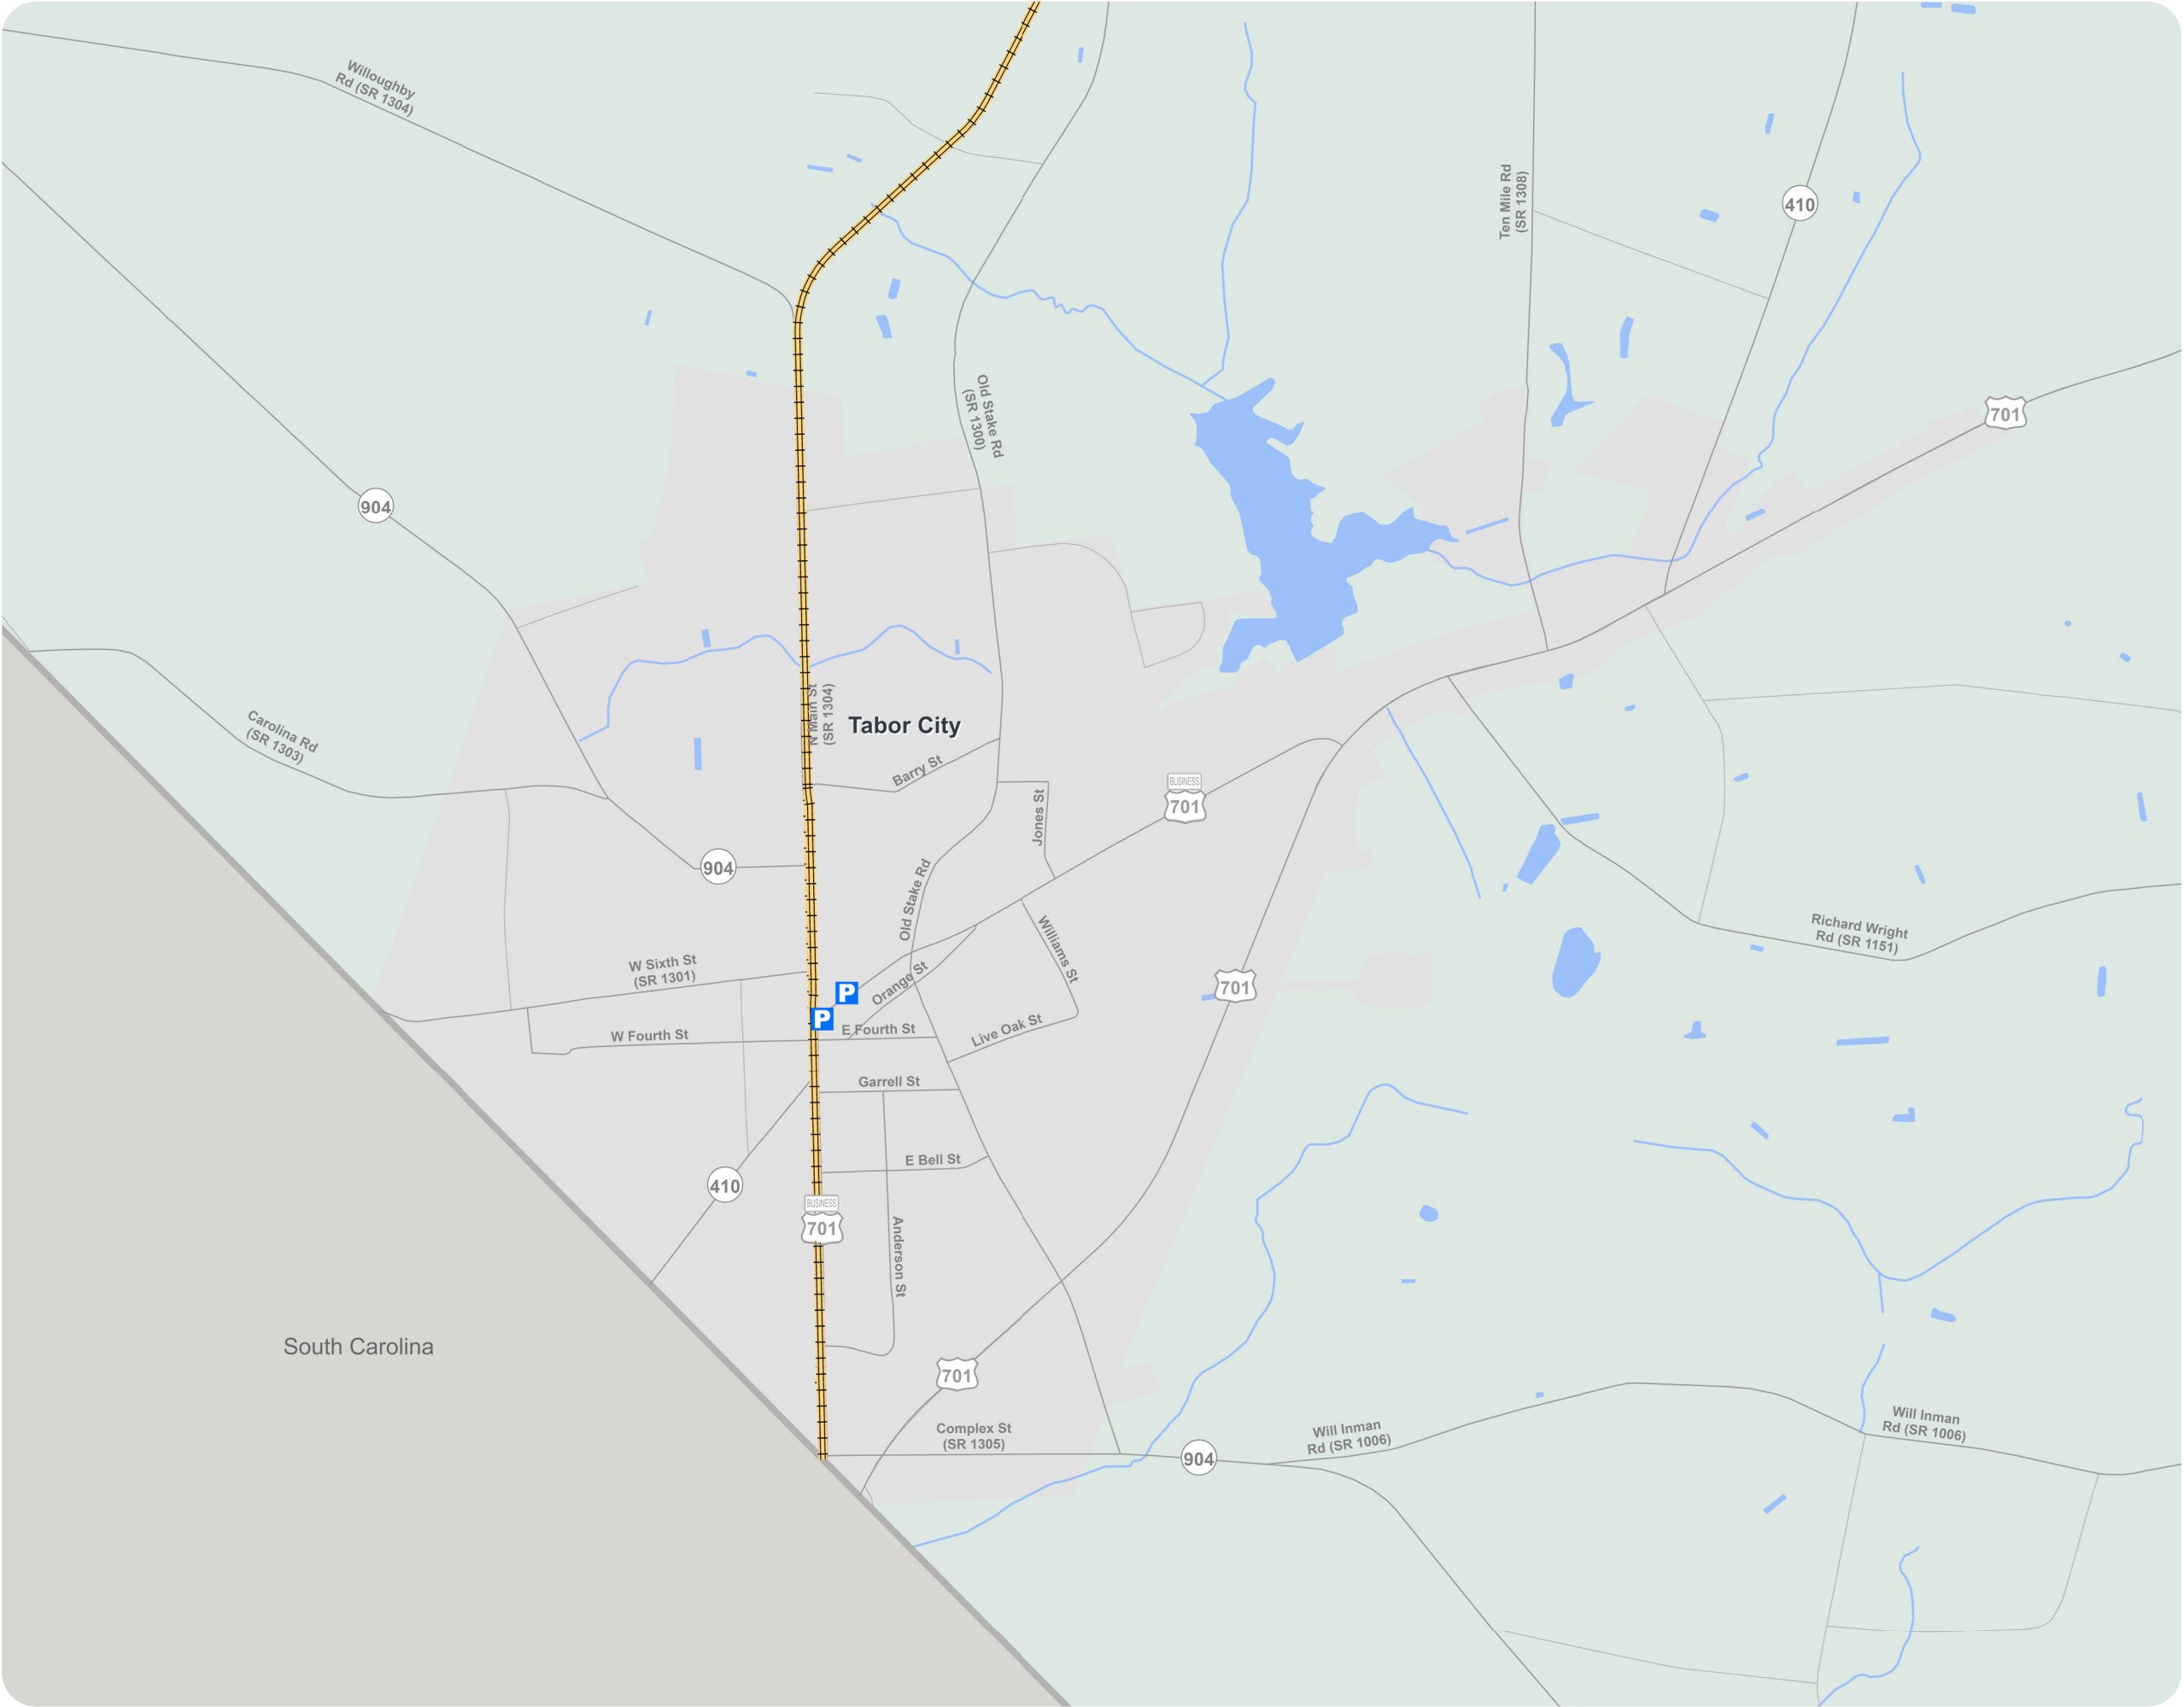 Willoughby
Rd (SR 1304)
Ten Mile Rd
(SR 1308)
410
Old Stake Rd
(SR 1300)
701
904
N Main St
(SR 1304)
Tabor City
Carolina Rd
(SR 1303)
Barry St
BUSINESS
701
Jones St
904
Old Stake Rd
Williams St
Richard Wright
Rd (SR 1151)
W Sixth St
(SR 1301)
P
Orange St
701
P
E Fourth St
W Fourth St
Live Oak St
Garrell St
E Bell St
410
BUSINESS
701
Anderson St
South Carolina
701
Complex St
(SR 1305)
904
Will Inman
Rd (SR 1006)
Will Inman
Rd (SR 1006)